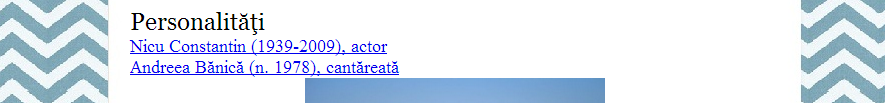 Personalităţi
Nicu Constantin (1939-2009), actor
Andreea Bănică (n. 1978), cantăreată